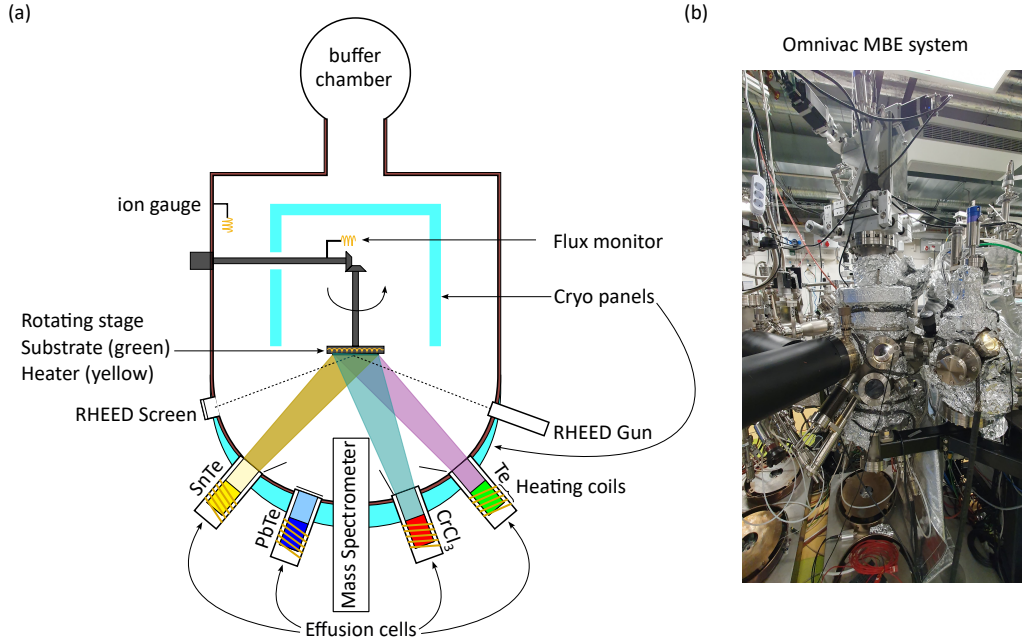 (a)
(b)
buffer
chamber
Omnivac MBE system
ion gauge
Flux monitor
Cryo panels
Rotating stage
Substrate (green)
Heater (yellow)
RHEED Screen
RHEED Gun
SnTe
PbTe
Mass Spectrometer
CrCl₃
Te
Heating coils
Effusion cells